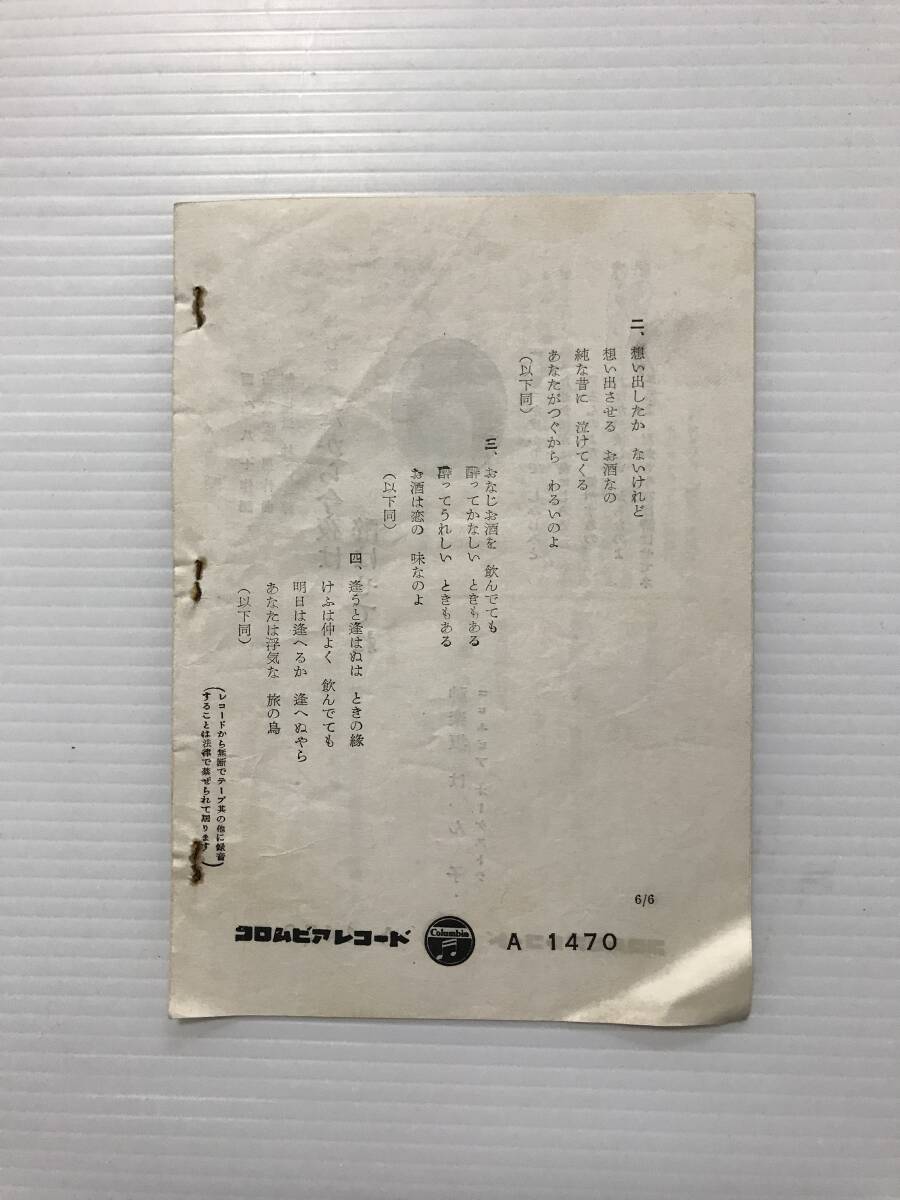 二、想い出したか ないけれど
想い出させる お酒なの
純な昔に 泣けてくる
あなたがつぐから わるいのよ
(以下同)
三、おなじお酒を 飲んでても
酔ってかなしい ときもある
酔ってうれしい ときもある
お酒は恋の 味なのよ
(以下同)
四、逢うと逢はぬは ときの縁
けふは仲よく 飲んでても
明日は逢へるか 逢へぬやら
あなたは浮気な 旅の鳥
(以下同)
(レコードから無断でテープ其の他に録音
することは法律で禁ぜられて居ります)
6/6
コロムビアレコード Columbia A 1470